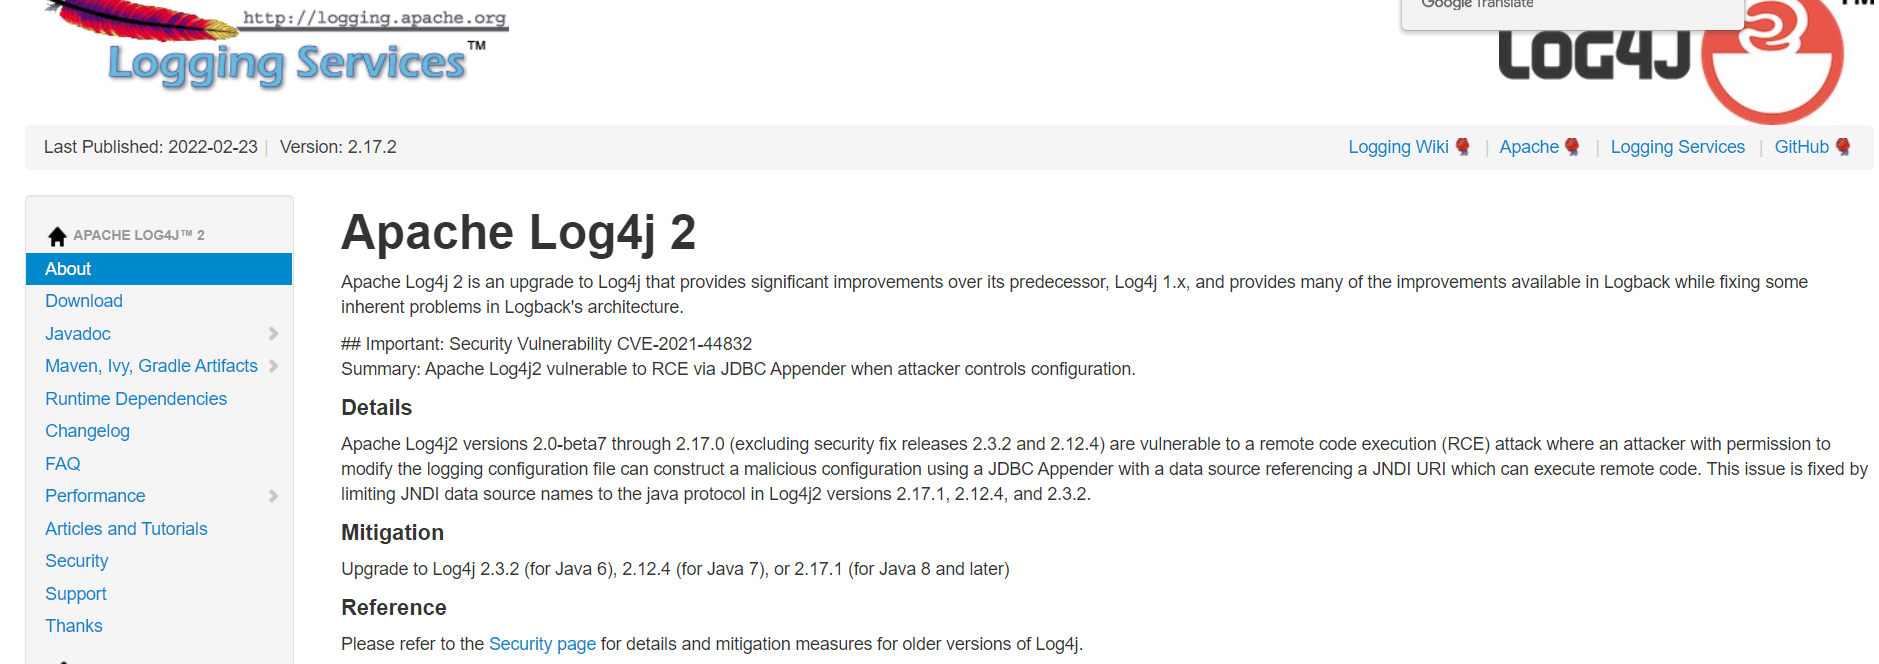 http://logging.apache.org
Logging Services™
Google Translate
LOG4J
TM
Last Published: 2022-02-23 | Version: 2.17.2
Logging Wiki | Apache | Logging Services | GitHub
APACHE LOG4J™ 2
About
Download
Javadoc
Maven, Ivy, Gradle Artifacts
Runtime Dependencies
Changelog
FAQ
Performance
Articles and Tutorials
Security
Support
Thanks
Apache Log4j 2
Apache Log4j 2 is an upgrade to Log4j that provides significant improvements over its predecessor, Log4j 1.x, and provides many of the improvements available in Logback while fixing some
inherent problems in Logback's architecture.
## Important: Security Vulnerability CVE-2021-44832
Summary: Apache Log4j2 vulnerable to RCE via JDBC Appender when attacker controls configuration.
Details
Apache Log4j2 versions 2.0-beta7 through 2.17.0 (excluding security fix releases 2.3.2 and 2.12.4) are vulnerable to a remote code execution (RCE) attack where an attacker with permission to
modify the logging configuration file can construct a malicious configuration using a JDBC Appender with a data source referencing a JNDI URI which can execute remote code. This issue is fixed by
limiting JNDI data source names to the java protocol in Log4j2 versions 2.17.1, 2.12.4, and 2.3.2.
Mitigation
Upgrade to Log4j 2.3.2 (for Java 6), 2.12.4 (for Java 7), or 2.17.1 (for Java 8 and later)
Reference
Please refer to the Security page for details and mitigation measures for older versions of Log4j.